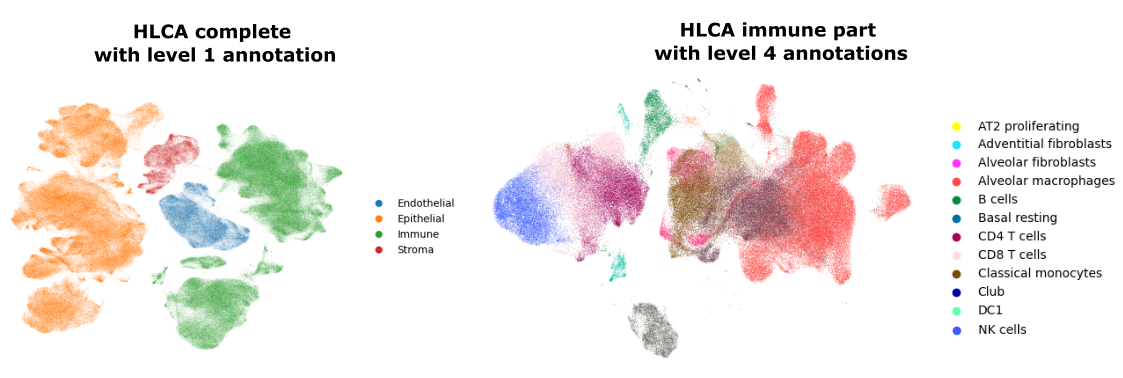 HLCA complete
with level 1 annotation
Endothelial
Epithelial
Immune
Stroma
HLCA immune part
with level 4 annotations
AT2 proliferating
Adventitial fibroblasts
Alveolar fibroblasts
Alveolar macrophages
B cells
Basal resting
CD4 T cells
CD8 T cells
Classical monocytes
Club
DC1
NK cells